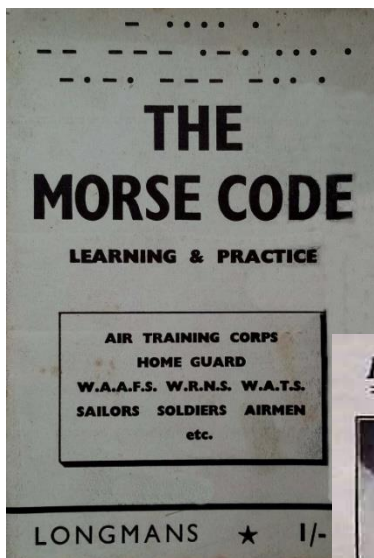 – •••• •
–– ––– •–• ••• •
–•–• ––– –•• •
THE
MORSE CODE
LEARNING & PRACTICE
AIR TRAINING CORPS
HOME GUARD
W.A.A.F.S. W.R.N.S. W.A.T.S.
SAILORS SOLDIERS AIRMEN
etc.
LONGMANS ★ 1/-